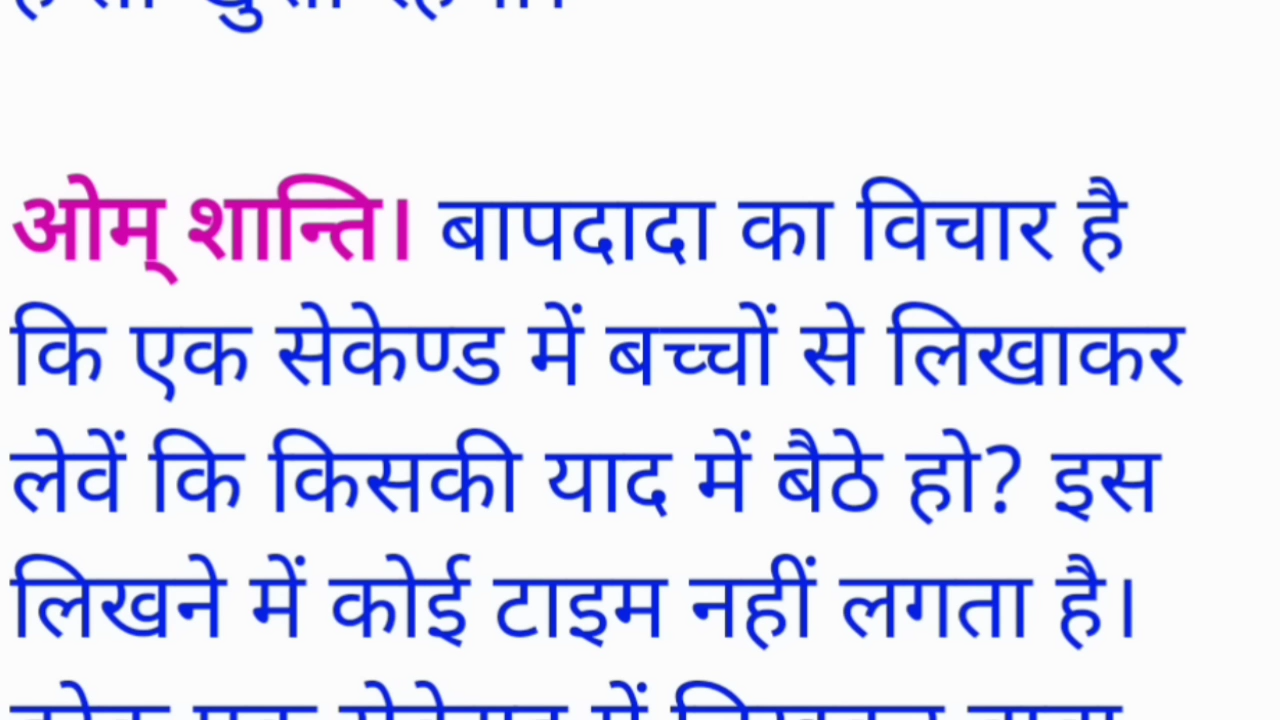 ओम् शान्ति। बापदादा का विचार है
कि एक सेकेण्ड में बच्चों से लिखाकर
लेवें कि किसकी याद में बैठे हो? इस
लिखने में कोई टाइम नहीं लगता है।